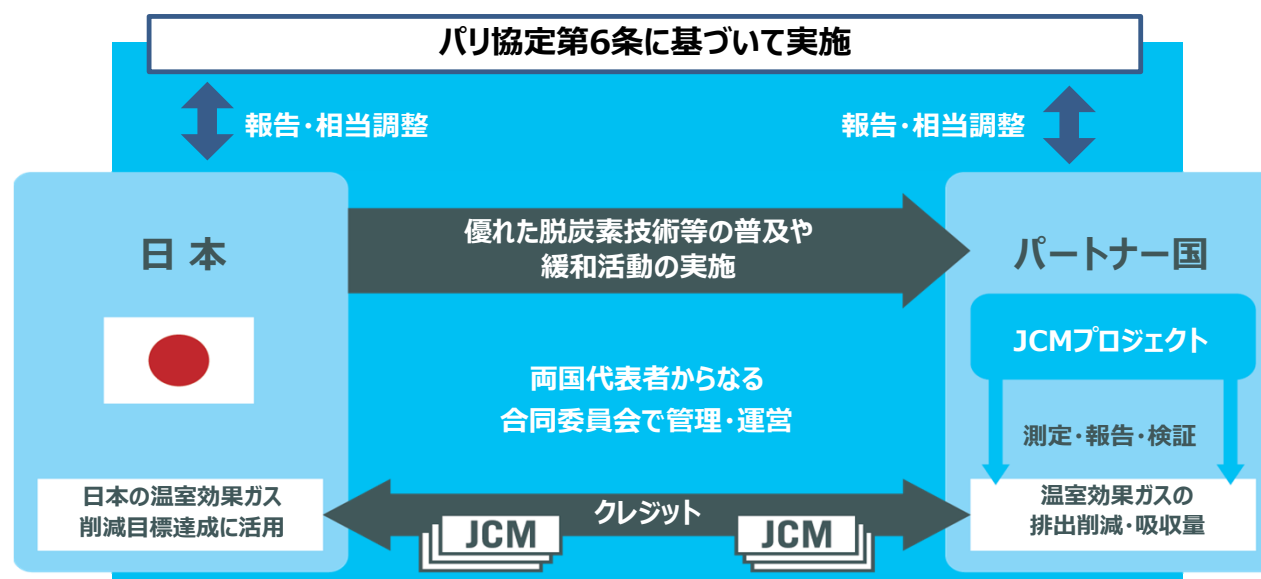 パリ協定第6条に基づいて実施
報告・相当調整
報告・相当調整
日本
優れた脱炭素技術等の普及や
緩和活動の実施
パートナー国
JCMプロジェクト
両国代表者からなる
合同委員会で管理・運営
測定・報告・検証
日本の温室効果ガス
削減目標達成に活用
クレジット
JCM
JCM
温室効果ガスの
排出削減・吸収量